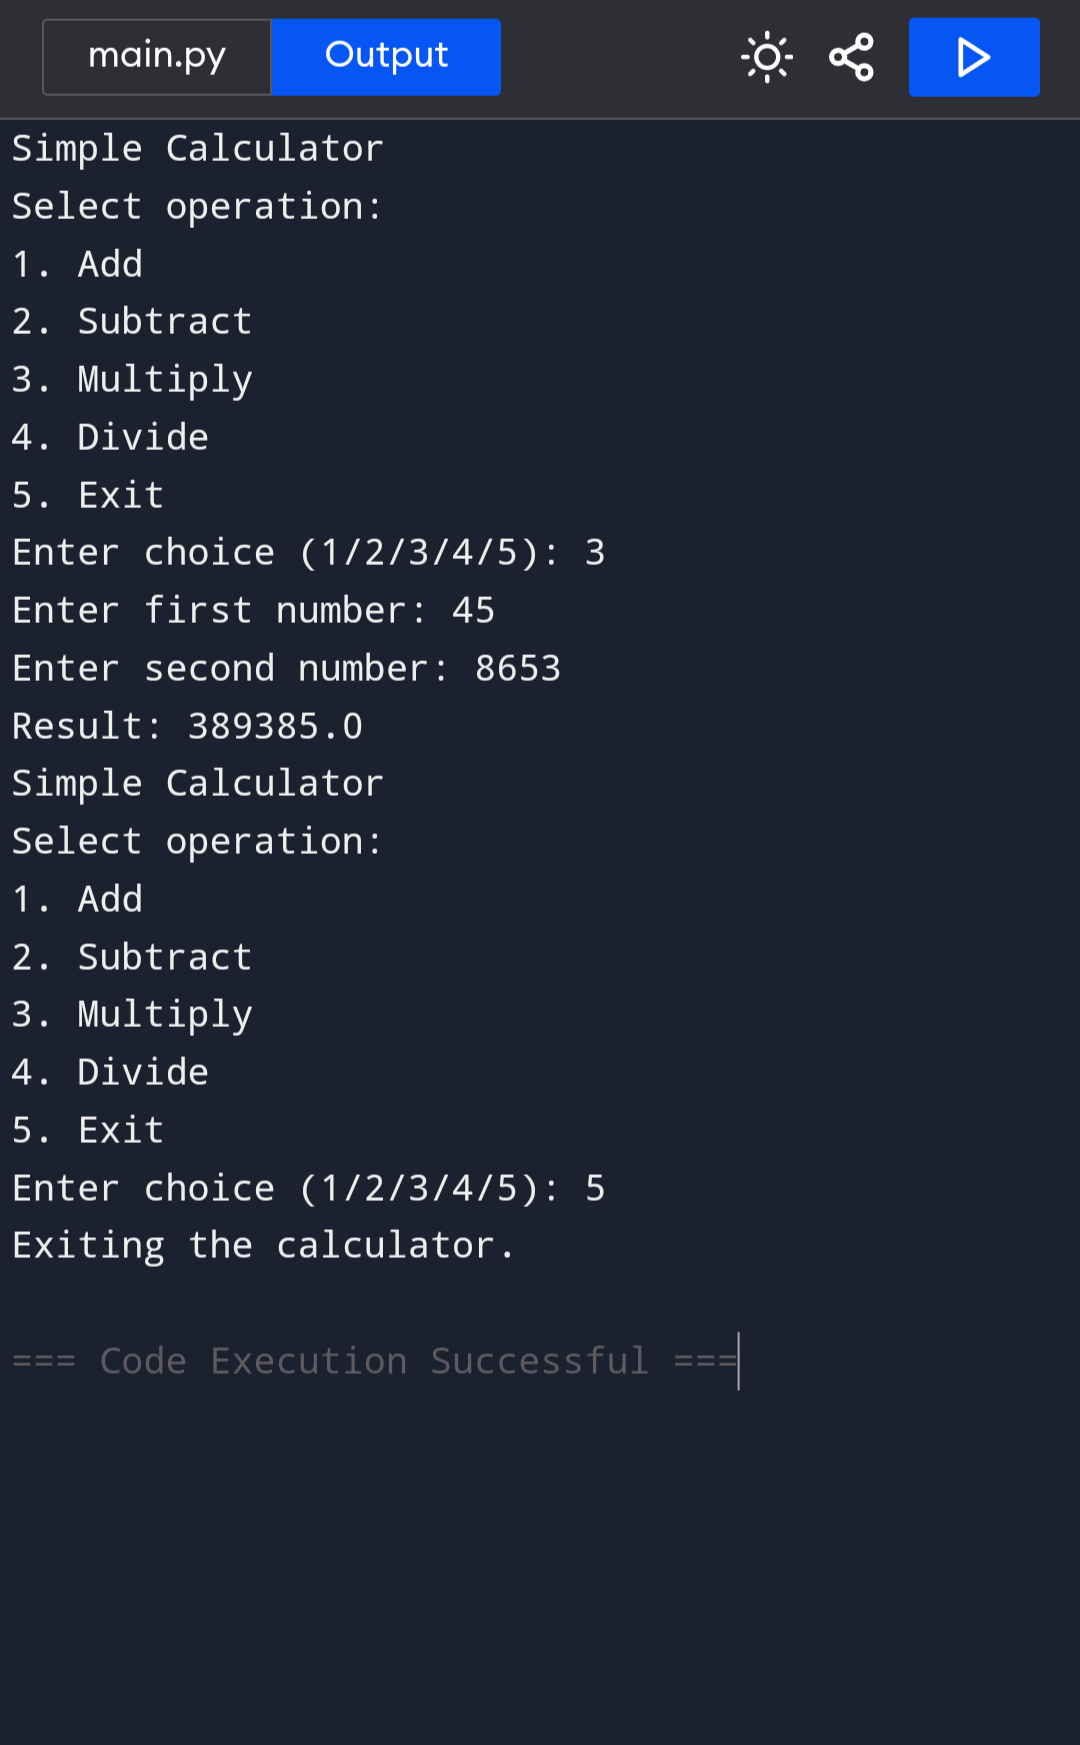 main.py Output
Simple Calculator
Select operation:
1. Add
2. Subtract
3. Multiply
4. Divide
5. Exit
Enter choice (1/2/3/4/5): 3
Enter first number: 45
Enter second number: 8653
Result: 389385.0
Simple Calculator
Select operation:
1. Add
2. Subtract
3. Multiply
4. Divide
5. Exit
Enter choice (1/2/3/4/5): 5
Exiting the calculator.
=== Code Execution Successful ===